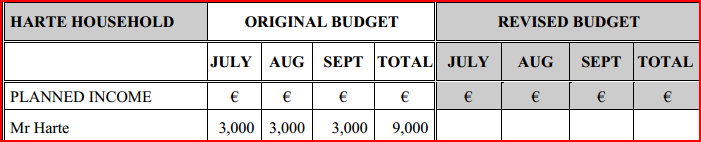 HARTE HOUSEHOLD ORIGINAL BUDGET REVISED BUDGET
JULY AUG SEPT TOTAL JULY AUG SEPT TOTAL
PLANNED INCOME € € € € € € € €
Mr Harte 3,000 3,000 3,000 9,000